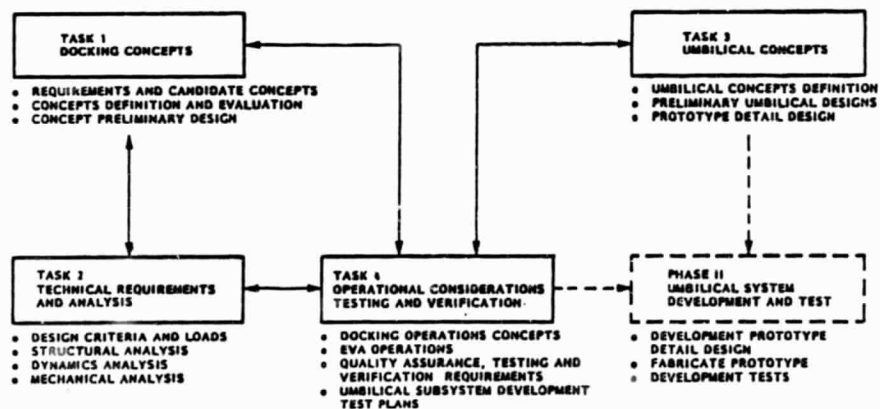 TASK 1
DOCKING CONCEPTS
• REQUIREMENTS AND CANDIDATE CONCEPTS
• CONCEPTS DEFINITION AND EVALUATION
• CONCEPT PRELIMINARY DESIGN
TASK 3
UMBILICAL CONCEPTS
• UMBILICAL CONCEPTS DEFINITION
• PRELIMINARY UMBILICAL DESIGNS
• PROTOTYPE DETAIL DESIGN
TASK 2
TECHNICAL REQUIREMENTS
AND ANALYSIS
• DESIGN CRITERIA AND LOADS
• STRUCTURAL ANALYSIS
• DYNAMICS ANALYSIS
• MECHANICAL ANALYSIS
TASK 4
OPERATIONAL CONSIDERATIONS
TESTING AND VERIFICATION
• DOCKING OPERATIONS CONCEPTS
• EVA OPERATIONS
• QUALITY ASSURANCE, TESTING AND
VERIFICATION REQUIREMENTS
• UMBILICAL SUBSYSTEM DEVELOPMENT
TEST PLANS
PHASE II
UMBILICAL SYSTEM
DEVELOPMENT AND TEST
• DEVELOPMENT PROTOTYPE
DETAIL DESIGN
• FABRICATE PROTOTYPE
• DEVELOPMENT TESTS